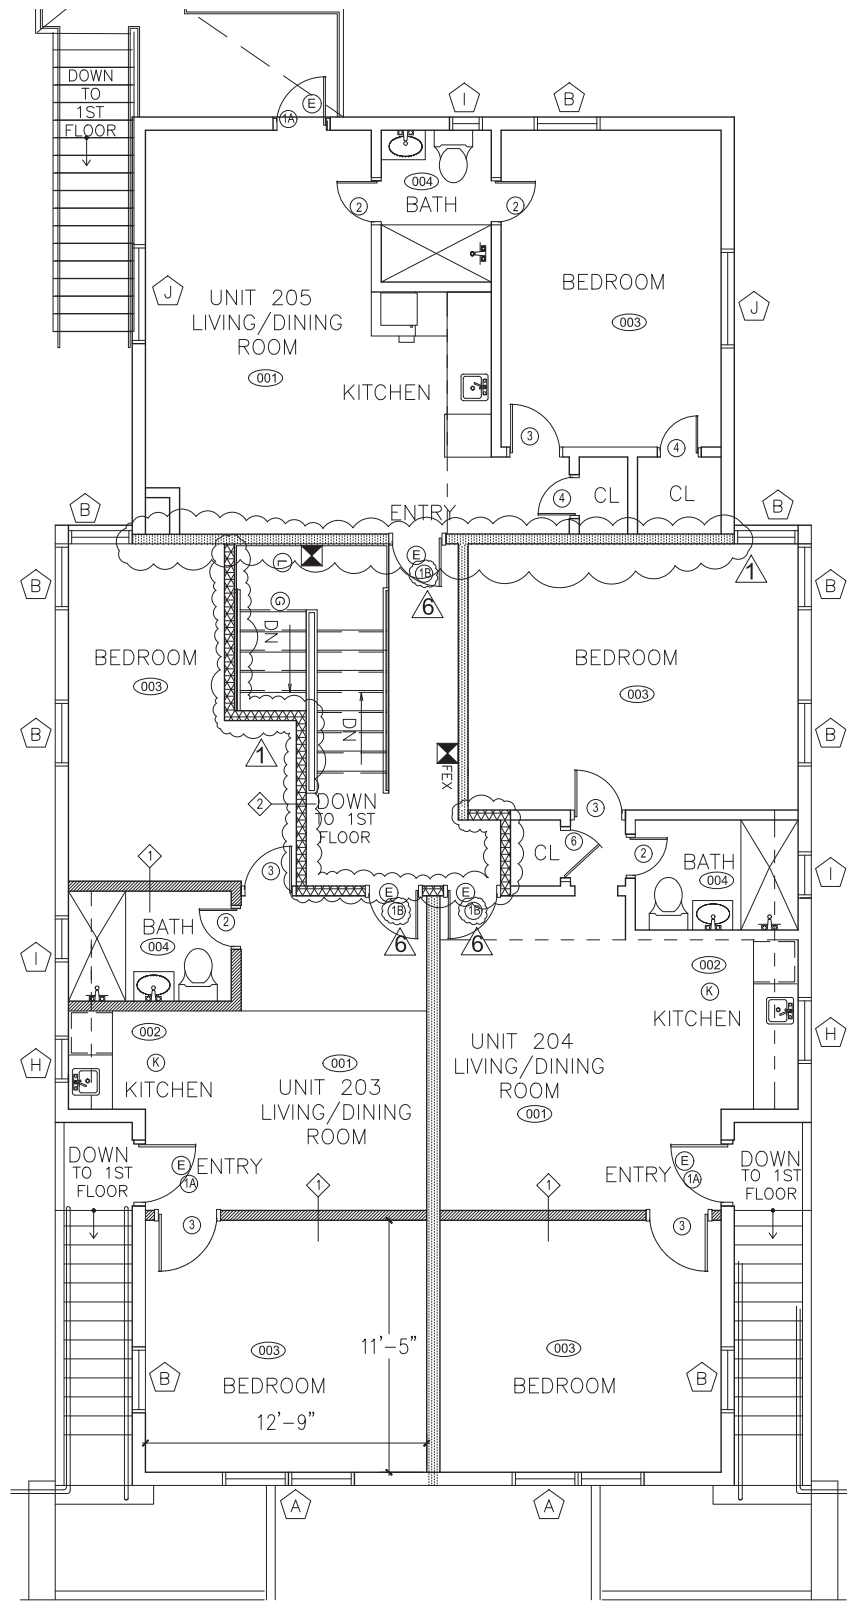 DOWN
TO
1ST
FLOOR
E
1A
I
B
004
BATH
2
2
J
UNIT 205
LIVING/DINING
ROOM
001
BEDROOM
003
J
KITCHEN
3
4
4
CL
CL
ENTRY
B
B
L
E
1B
6
1
B
B
G
DN
BEDROOM
003
BEDROOM
003
B
B
DN
1
FEX
2
DOWN
TO 1ST
FLOOR
3
1
CL
6
2
BATH
004
I
3
E
1B
E
1B
2
BATH
004
6
6
I
002
K
KITCHEN
002
K
KITCHEN
H
H
001
UNIT 203
LIVING/DINING
ROOM
UNIT 204
LIVING/DINING
ROOM
001
DOWN
TO 1ST
FLOOR
E
1A
ENTRY
ENTRY
E
1A
DOWN
TO 1ST
FLOOR
1
1
3
3
003
BEDROOM
11'-5"
12'-9"
003
BEDROOM
B
B
A
A